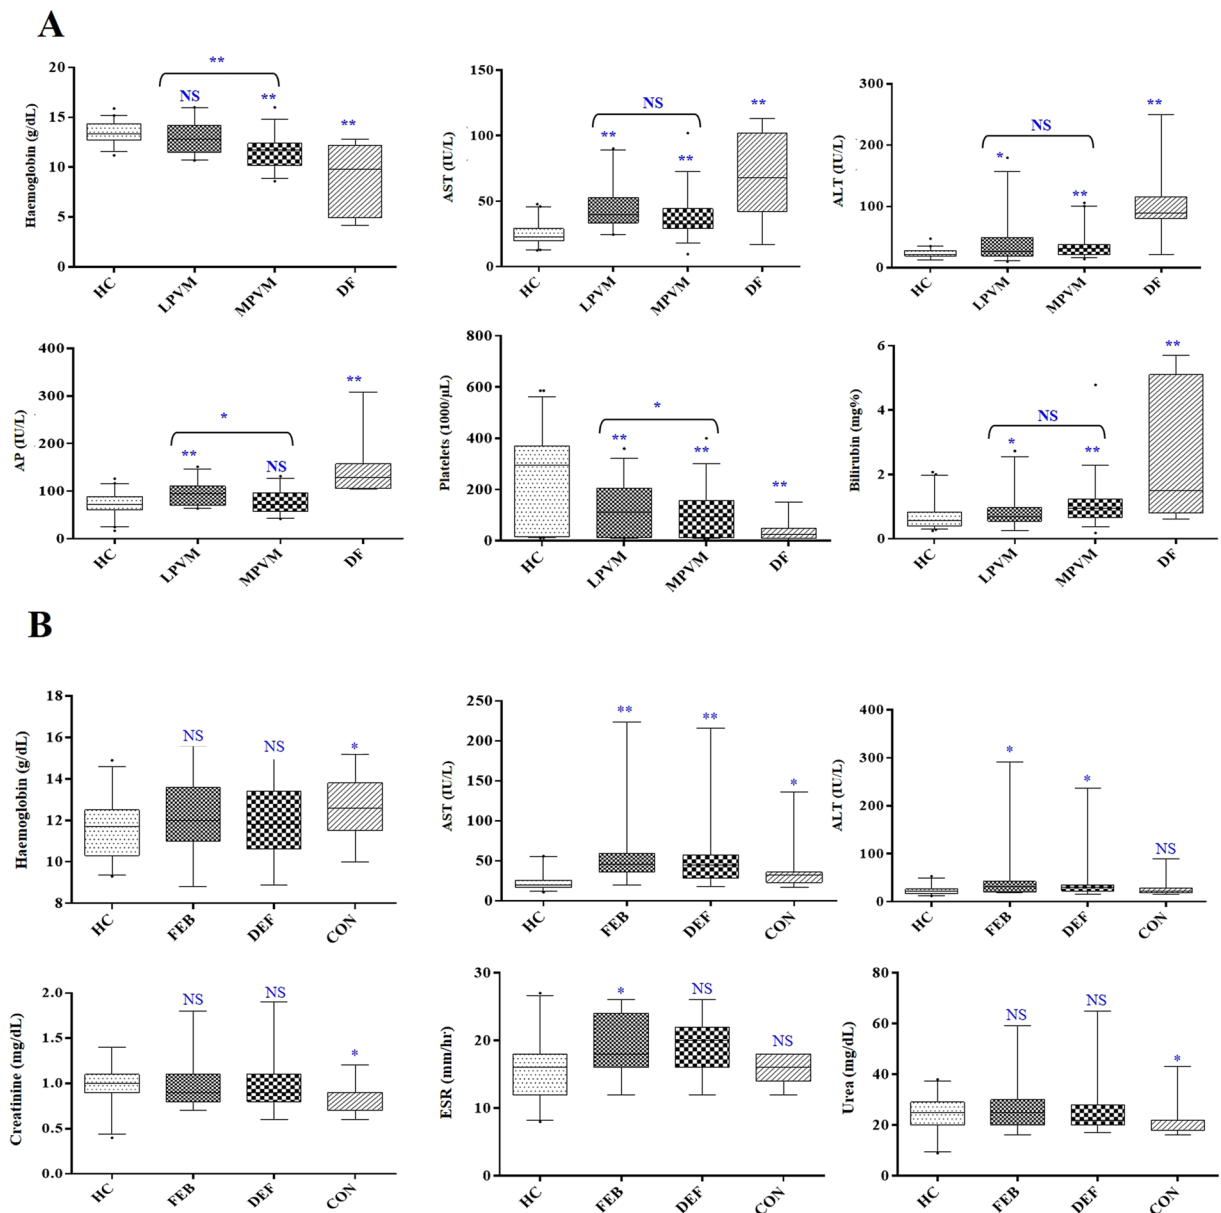 A
Haemoglobin (g/dL)
20
15
10
5
0
**
NS
**
**
HC
LPVM
MPVM
DF
AST (IU/L)
150
100
50
0
NS
**
**
**
HC
LPVM
MPVM
DF
ALT (IU/L)
300
200
100
0
NS
*
**
**
HC
LPVM
MPVM
DF
AP (IU/L)
400
300
200
100
0
*
**
NS
**
HC
LPVM
MPVM
DF
Platelets (1000/µL)
800
600
400
200
0
*
**
**
**
HC
LPVM
MPVM
DF
Bilirubin (mg%)
6
4
2
0
NS
*
**
**
HC
LPVM
MPVM
DF
B
Haemoglobin (g/dL)
18
16
14
12
10
8
NS
NS
*
HC
FEB
DEF
CON
AST (IU/L)
250
200
150
100
50
0
**
**
*
HC
FEB
DEF
CON
ALT (IU/L)
400
300
200
100
0
*
*
NS
HC
FEB
DEF
CON
Creatinine (mg/dL)
2.0
1.5
1.0
0.5
0.0
NS
NS
*
HC
FEB
DEF
CON
ESR (mm/hr)
30
20
10
0
*
NS
NS
HC
FEB
DEF
CON
Urea (mg/dL)
80
60
40
20
0
NS
NS
*
HC
FEB
DEF
CON